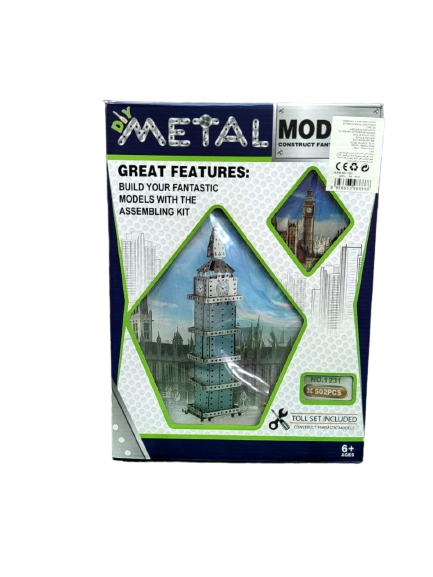 DIY
METAL
MOD
CONSTRUCT FANT
GREAT FEATURES:
BUILD YOUR FANTASTIC
MODELS WITH THE
ASSEMBLING KIT
CE
NO.1231
502PCS
TOLL SET INCLUDED
CONSTRUCT FANTASTIC MODELS
6+
AGES